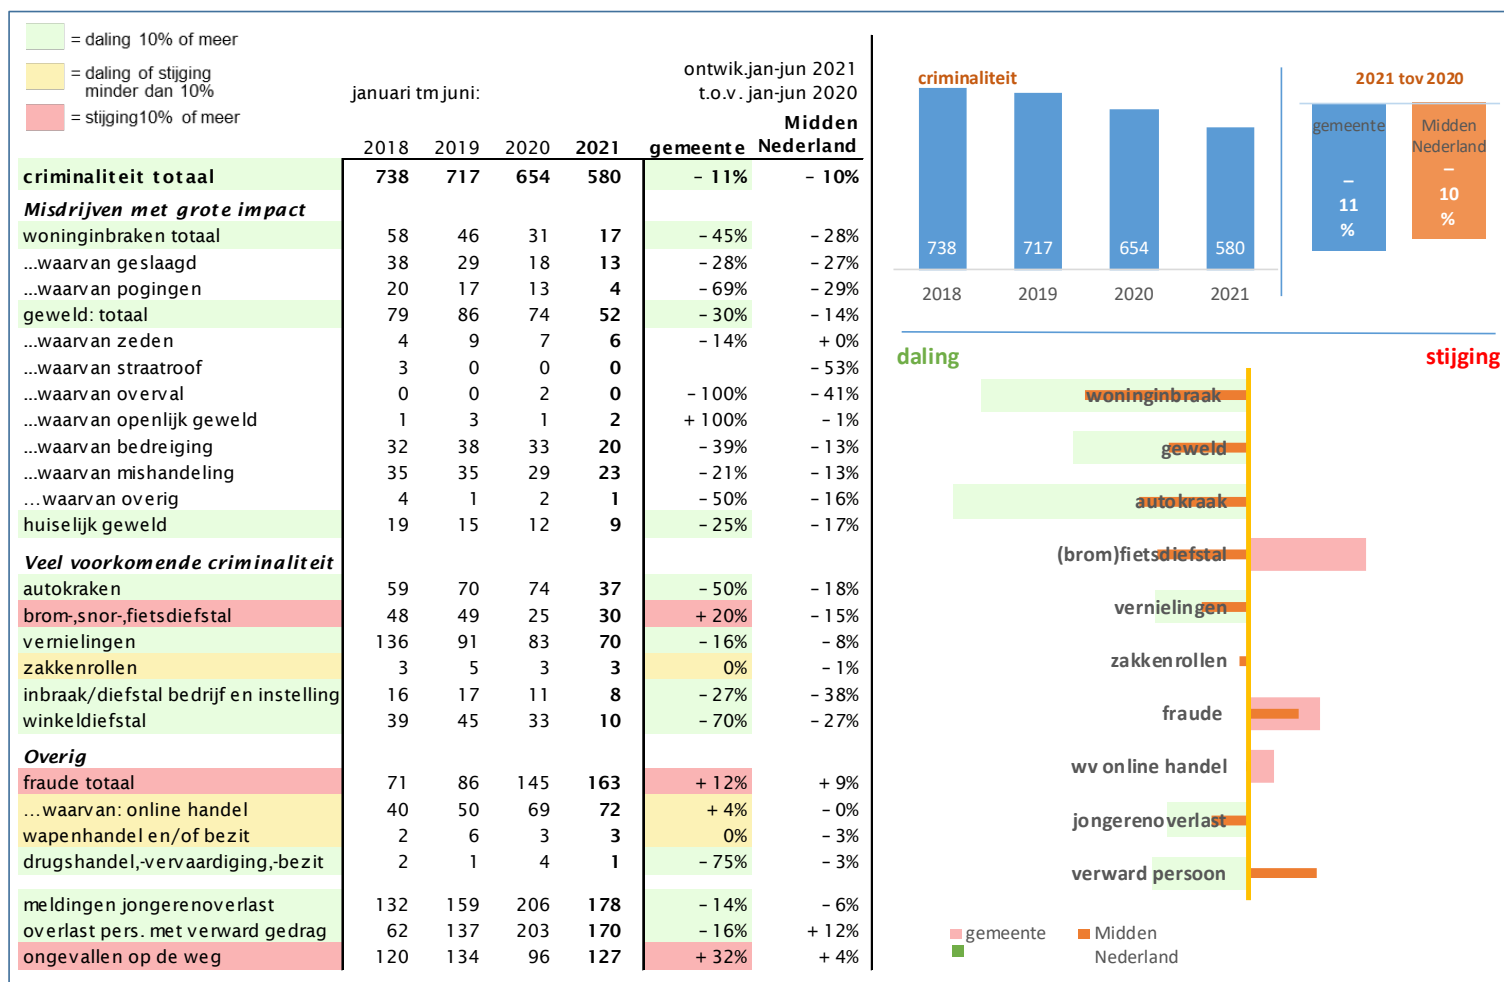 = daling 10% of meer
= daling of stijging
minder dan 10%
= stijging10% of meer
januari tm juni:
ontwik.jan-jun 2021
t.o.v. jan-jun 2020
2018 2019 2020 2021 gemeente Midden Nederland
criminaliteit totaal 738 717 654 580 – 11% – 10%
Misdrijven met grote impact
woninginbraken totaal 58 46 31 17 – 45% – 28%
...waarvan geslaagd 38 29 18 13 – 28% – 27%
...waarvan pogingen 20 17 13 4 – 69% – 29%
geweld: totaal 79 86 74 52 – 30% – 14%
...waarvan zeden 4 9 7 6 – 14% + 0%
...waarvan straatroof 3 0 0 0 – 53%
...waarvan overval 0 0 2 0 – 100% – 41%
...waarvan openlijk geweld 1 3 1 2 + 100% – 1%
...waarvan bedreiging 32 38 33 20 – 39% – 13%
...waarvan mishandeling 35 35 29 23 – 21% – 13%
...waarvan overig 4 1 2 1 – 50% – 16%
huiselijk geweld 19 15 12 9 – 25% – 17%
Veel voorkomende criminaliteit
autokraken 59 70 74 37 – 50% – 18%
brom-,snor-,fietsdiefstal 48 49 25 30 + 20% – 15%
vernielingen 136 91 83 70 – 16% – 8%
zakkenrollen 3 5 3 3 0% – 1%
inbraak/diefstal bedrijf en instelling 16 17 11 8 – 27% – 38%
winkeldiefstal 39 45 33 10 – 70% – 27%
Overig
fraude totaal 71 86 145 163 + 12% + 9%
...waarvan: online handel 40 50 69 72 + 4% – 0%
wapenhandel en/of bezit 2 6 3 3 0% – 3%
drugshandel,-vervaardiging,-bezit 2 1 4 1 – 75% – 3%
meldingen jongerenoverlast 132 159 206 178 – 14% – 6%
overlast pers. met verward gedrag 62 137 203 170 – 16% + 12%
ongevallen op de weg 120 134 96 127 + 32% + 4%
criminaliteit
738 717 654 580
2018 2019 2020 2021
2021 tov 2020
gemeente
–
11
%
Midden
Nederland
–
10
%
daling stijging
woninginbraak
geweld
autokraak
(brom)fietsdiefstal
vernielingen
zakkenrollen
fraude
wv online handel
jongerenoverlast
verward persoon
gemeente
Midden
Nederland